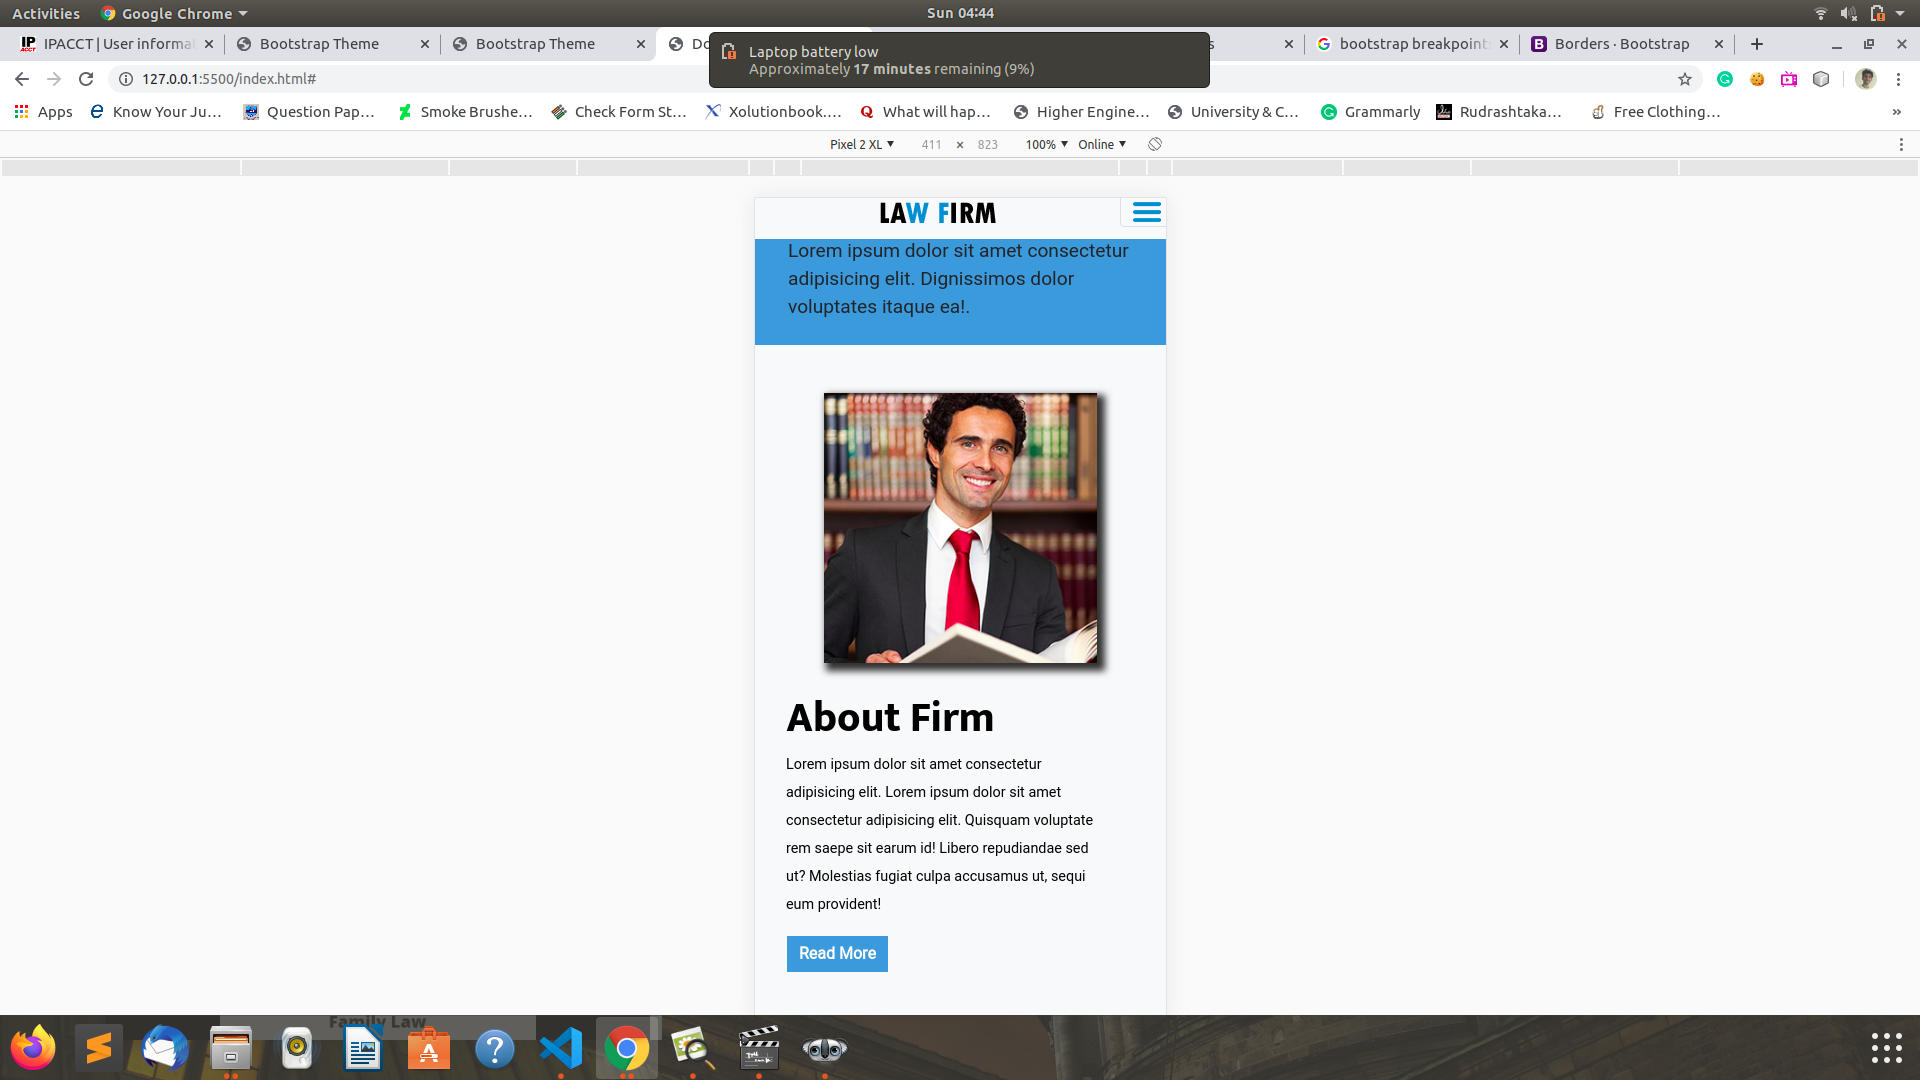 Activities
Google Chrome
Sun 04:44
IPACCT | User informa
Bootstrap Theme
Bootstrap Theme
Do
s
bootstrap breakpoint
Borders · Bootstrap
Laptop battery low
Approximately 17 minutes remaining (9%)
127.0.0.1:5500/index.html#
Apps
Know Your Ju…
Question Pap…
Smoke Brushe…
Check Form St…
Xolutionbook.…
What will hap…
Higher Engine…
University & C…
Grammarly
Rudrashtaka…
Free Clothing…
»
Pixel 2 XL
411 × 823
100%
Online
LAW FIRM
Lorem ipsum dolor sit amet consectetur
adipisicing elit. Dignissimos dolor
voluptates itaque ea!.
About Firm
Lorem ipsum dolor sit amet consectetur
adipisicing elit. Lorem ipsum dolor sit amet
consectetur adipisicing elit. Quisquam voluptate
rem saepe sit earum id! Libero repudiandae sed
ut? Molestias fugiat culpa accusamus ut, sequi
eum provident!
Read More
Family Law